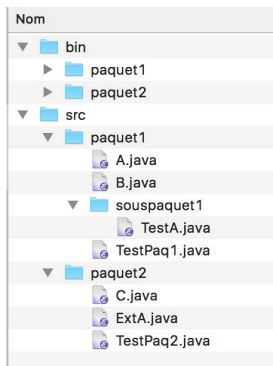 Nom
bin
paquet1
paquet2
src
paquet1
A.java
B.java
souspaquet1
TestA.java
TestPaq1.java
paquet2
C.java
ExtA.java
TestPaq2.java